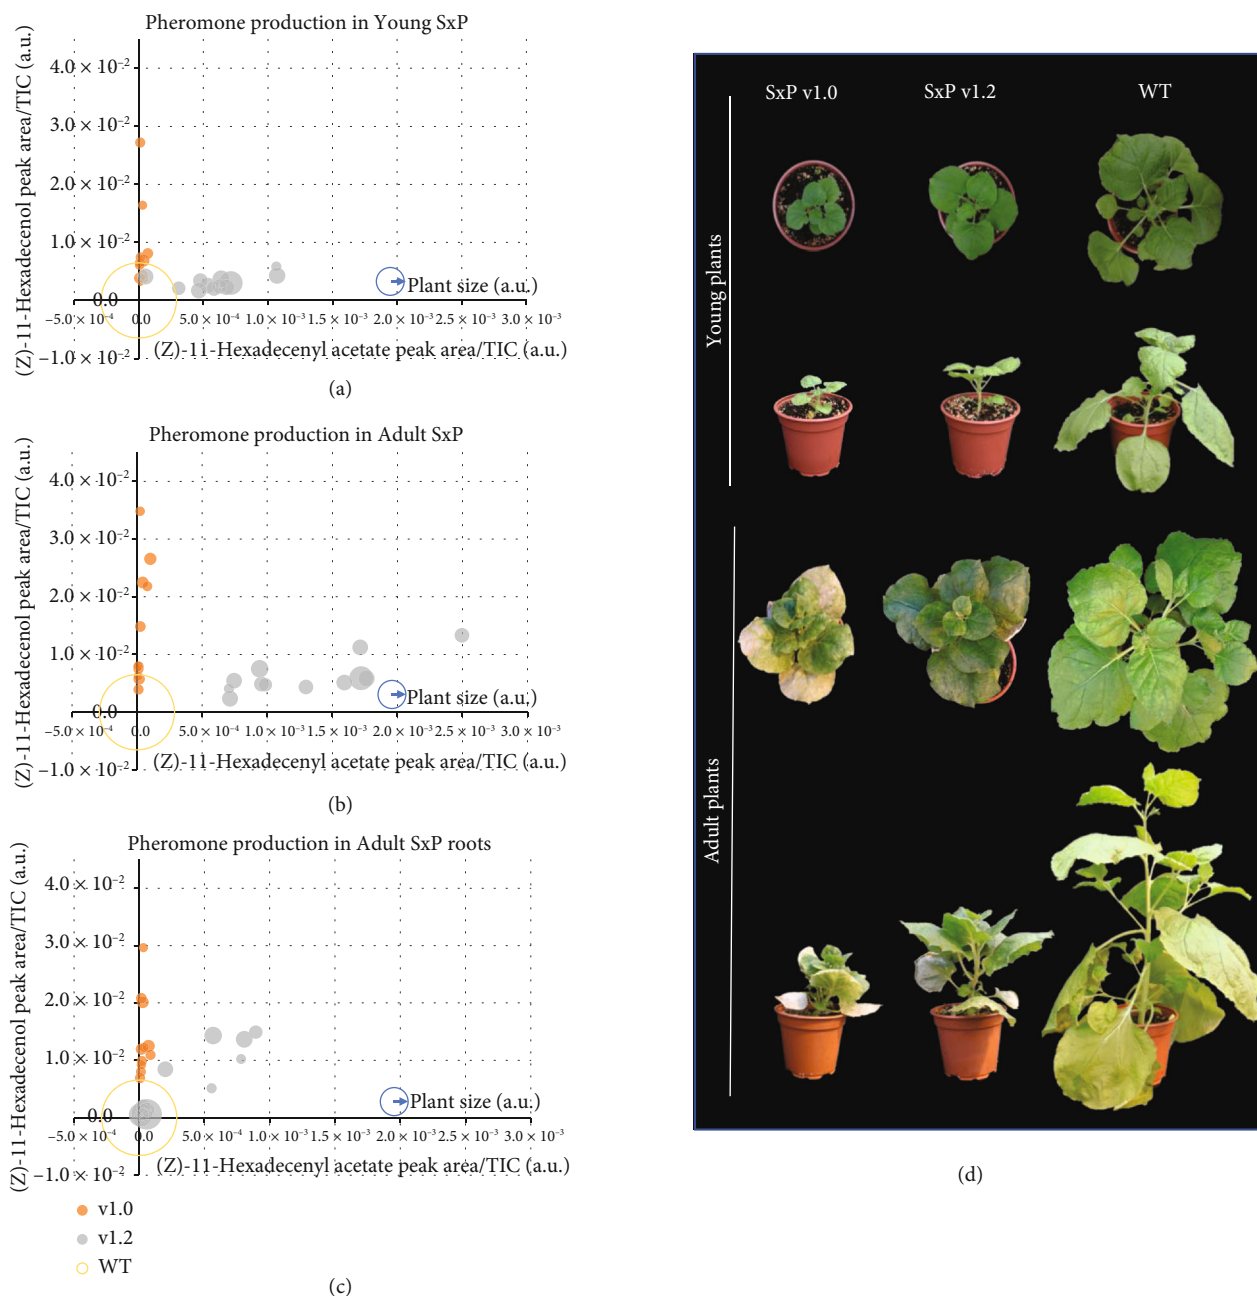 Pheromone production in Young SxP
(Z)-11-Hexadecenol peak area/TIC (a.u.)
4.0 × 10⁻²
3.0 × 10⁻²
2.0 × 10⁻²
1.0 × 10⁻²
0.0
−1.0 × 10⁻²
−5.0 × 10⁻⁴ 0.0 5.0 × 10⁻⁴ 1.0 × 10⁻³ 1.5 × 10⁻³ 2.0 × 10⁻³ 2.5 × 10⁻³ 3.0 × 10⁻³
Plant size (a.u.)
(Z)-11-Hexadecenyl acetate peak area/TIC (a.u.)
(a)
Pheromone production in Adult SxP
(Z)-11-Hexadecenol peak area/TIC (a.u.)
4.0 × 10⁻²
3.0 × 10⁻²
2.0 × 10⁻²
1.0 × 10⁻²
0.0
−1.0 × 10⁻²
−5.0 × 10⁻⁴ 0.0 5.0 × 10⁻⁴ 1.0 × 10⁻³ 1.5 × 10⁻³ 2.0 × 10⁻³ 2.5 × 10⁻³ 3.0 × 10⁻³
Plant size (a.u.)
(Z)-11-Hexadecenyl acetate peak area/TIC (a.u.)
(b)
Pheromone production in Adult SxP roots
(Z)-11-Hexadecenol peak area/TIC (a.u.)
4.0 × 10⁻²
3.0 × 10⁻²
2.0 × 10⁻²
1.0 × 10⁻²
0.0
−1.0 × 10⁻²
−5.0 × 10⁻⁴ 0.0 5.0 × 10⁻⁴ 1.0 × 10⁻³ 1.5 × 10⁻³ 2.0 × 10⁻³ 2.5 × 10⁻³ 3.0 × 10⁻³
Plant size (a.u.)
(Z)-11-Hexadecenyl acetate peak area/TIC (a.u.)
v1.0
v1.2
WT
(c)
SxP v1.0 SxP v1.2 WT
Young plants
Adult plants
(d)